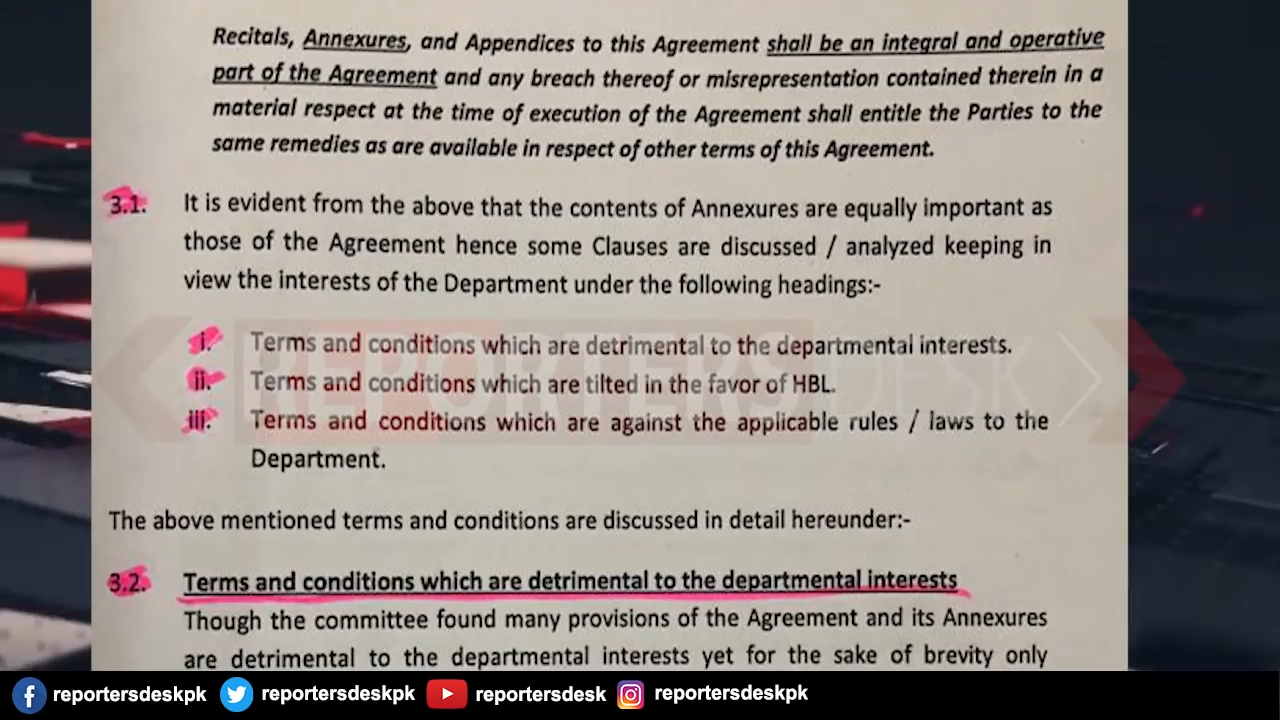 Recitals, Annexures, and Appendices to this Agreement shall be an integral and operative
part of the Agreement and any breach thereof or misrepresentation contained therein in a
material respect at the time of execution of the Agreement shall entitle the Parties to the
same remedies as are available in respect of other terms of this Agreement.
3.1. It is evident from the above that the contents of Annexures are equally important as
those of the Agreement hence some Clauses are discussed / analyzed keeping in
view the interests of the Department under the following headings:-
i. Terms and conditions which are detrimental to the departmental interests.
ii. Terms and conditions which are tilted in the favor of HBL.
iii. Terms and conditions which are against the applicable rules / laws to the
Department.
REPORTERS DESK
The above mentioned terms and conditions are discussed in detail hereunder:-
3.2. Terms and conditions which are detrimental to the departmental interests
Though the committee found many provisions of the Agreement and its Annexures
are detrimental to the departmental interests yet for the sake of brevity only
reportersdeskpk reportersdeskpk reportersdesk reportersdeskpk